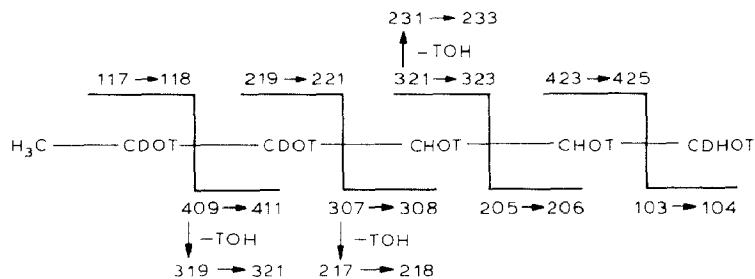 231 → 233
−TOH
117 → 118 219 → 221 321 → 323 423 → 425
H₃C CDOT CDOT CHOT CHOT CDHOT
409 → 411 307 → 308 205 → 206 103 → 104
−TOH −TOH
319 → 321 217 → 218